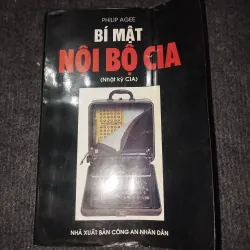 PHILIP AGEE
BÍ MẬT
NỘI BỘ CIA
(Nhật ký CIA)
NHÀ XUẤT BẢN CÔNG AN NHÂN DÂN